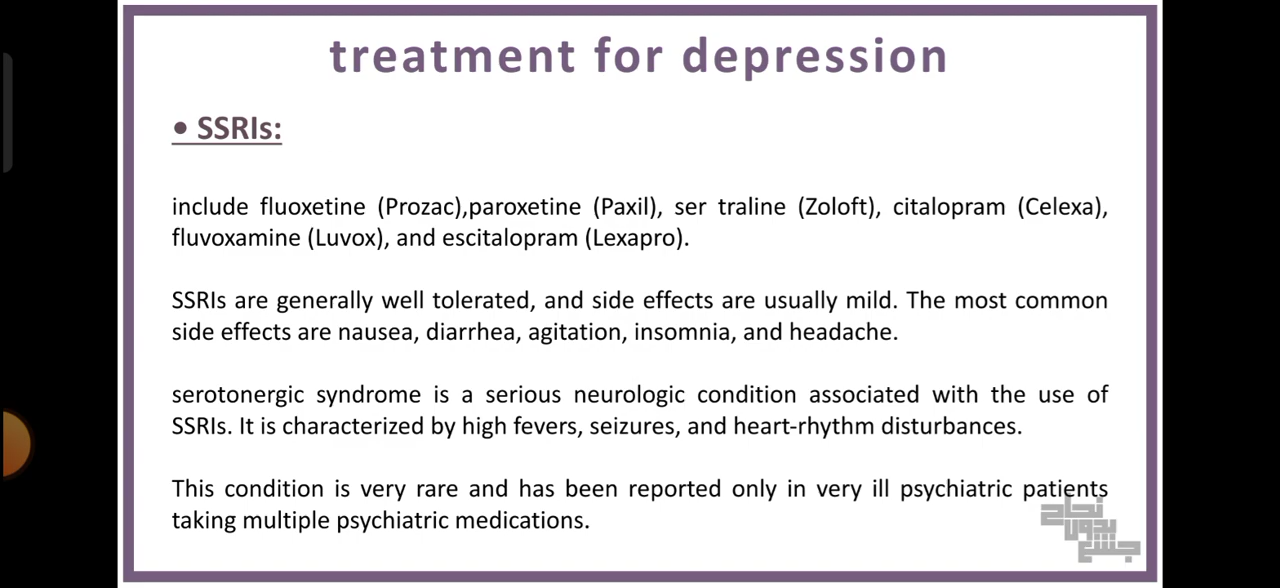 treatment for depression
• SSRIs:
include fluoxetine (Prozac),paroxetine (Paxil), ser traline (Zoloft), citalopram (Celexa),
fluvoxamine (Luvox), and escitalopram (Lexapro).
SSRIs are generally well tolerated, and side effects are usually mild. The most common
side effects are nausea, diarrhea, agitation, insomnia, and headache.
serotonergic syndrome is a serious neurologic condition associated with the use of
SSRIs. It is characterized by high fevers, seizures, and heart-rhythm disturbances.
This condition is very rare and has been reported only in very ill psychiatric patients
taking multiple psychiatric medications.
نجاح
بدون
جشع